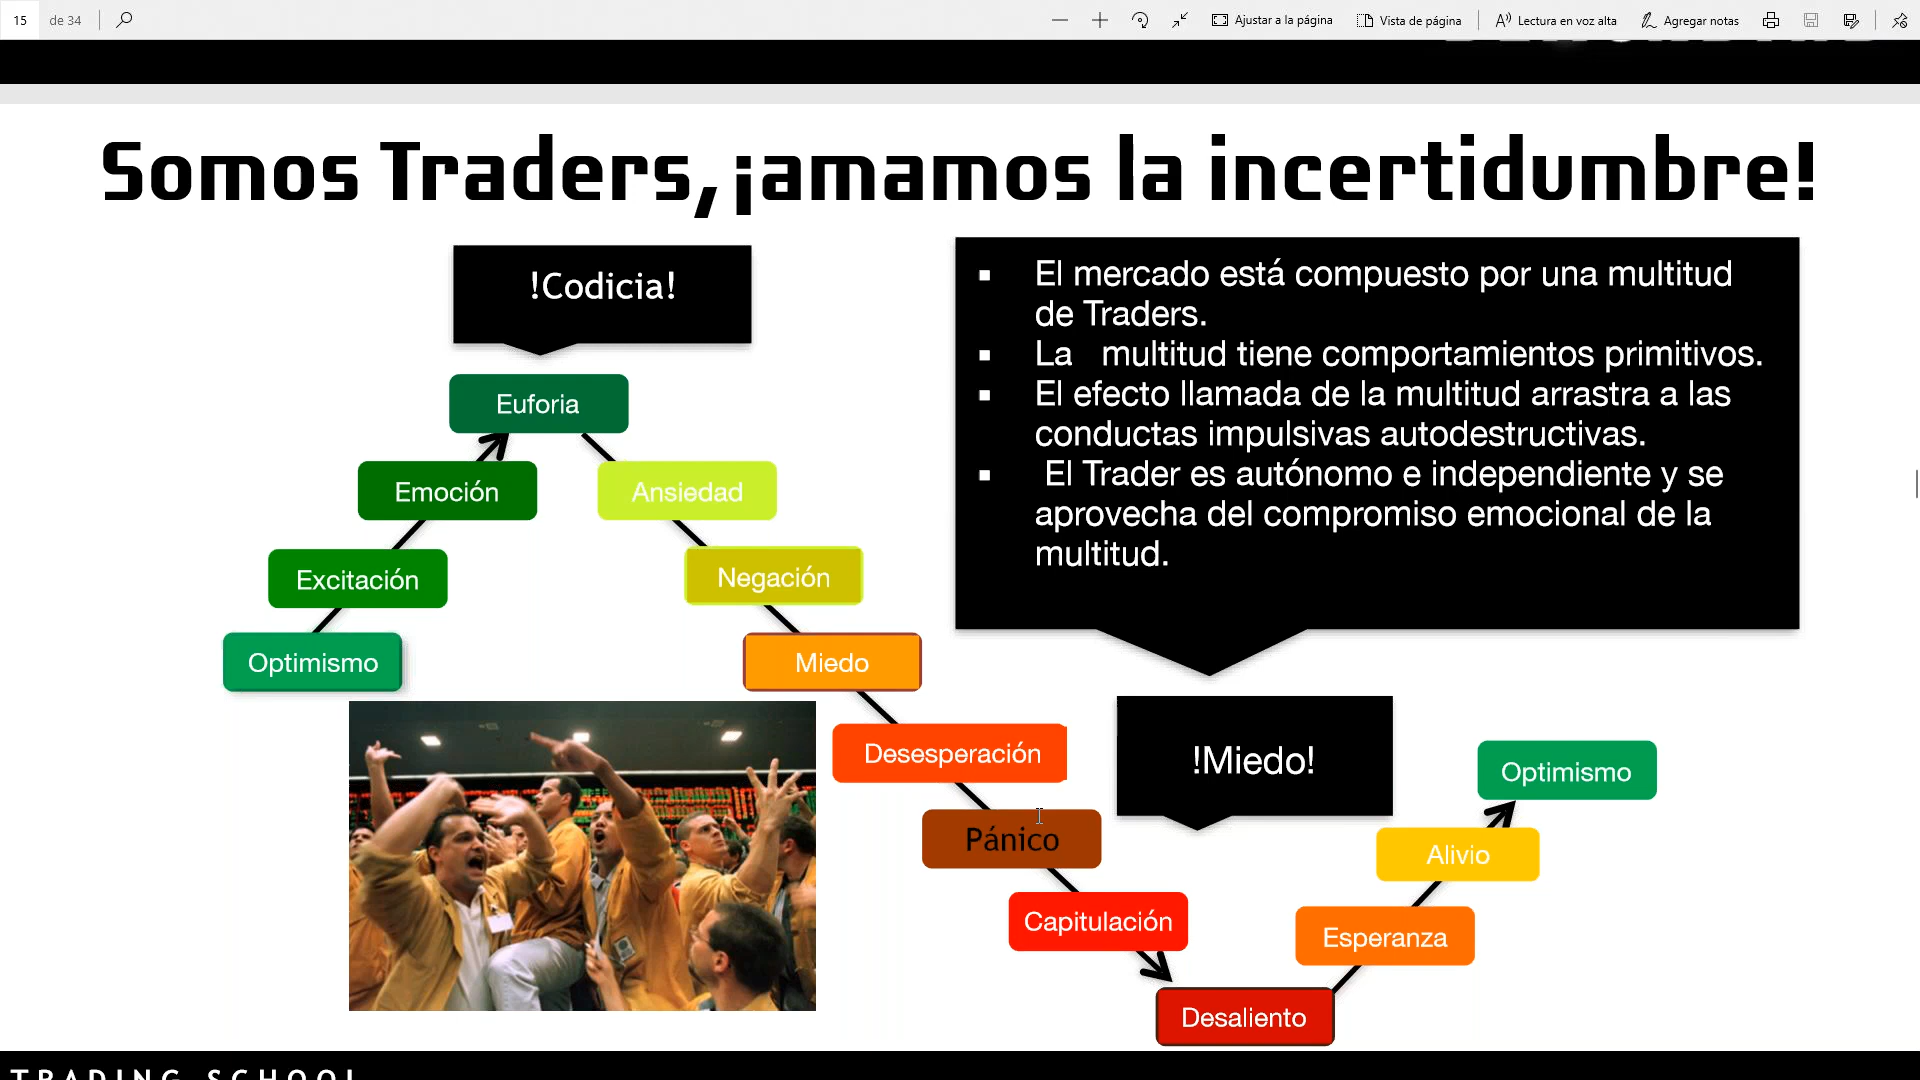 15 de 34
Ajustar a la página
Vista de página
Lectura en voz alta
Agregar notas
Somos Traders, ¡amamos la incertidumbre!
!Codicia!
Euforia
Emoción
Excitación
Optimismo
Ansiedad
Negación
Miedo
Desesperación
Pánico
Capitulación
Desaliento
▪ El mercado está compuesto por una multitud
de Traders.
▪ La multitud tiene comportamientos primitivos.
▪ El efecto llamada de la multitud arrastra a las
conductas impulsivas autodestructivas.
▪ El Trader es autónomo e independiente y se
aprovecha del compromiso emocional de la
multitud.
!Miedo!
Optimismo
Alivio
Esperanza
TRADING SCHOOL